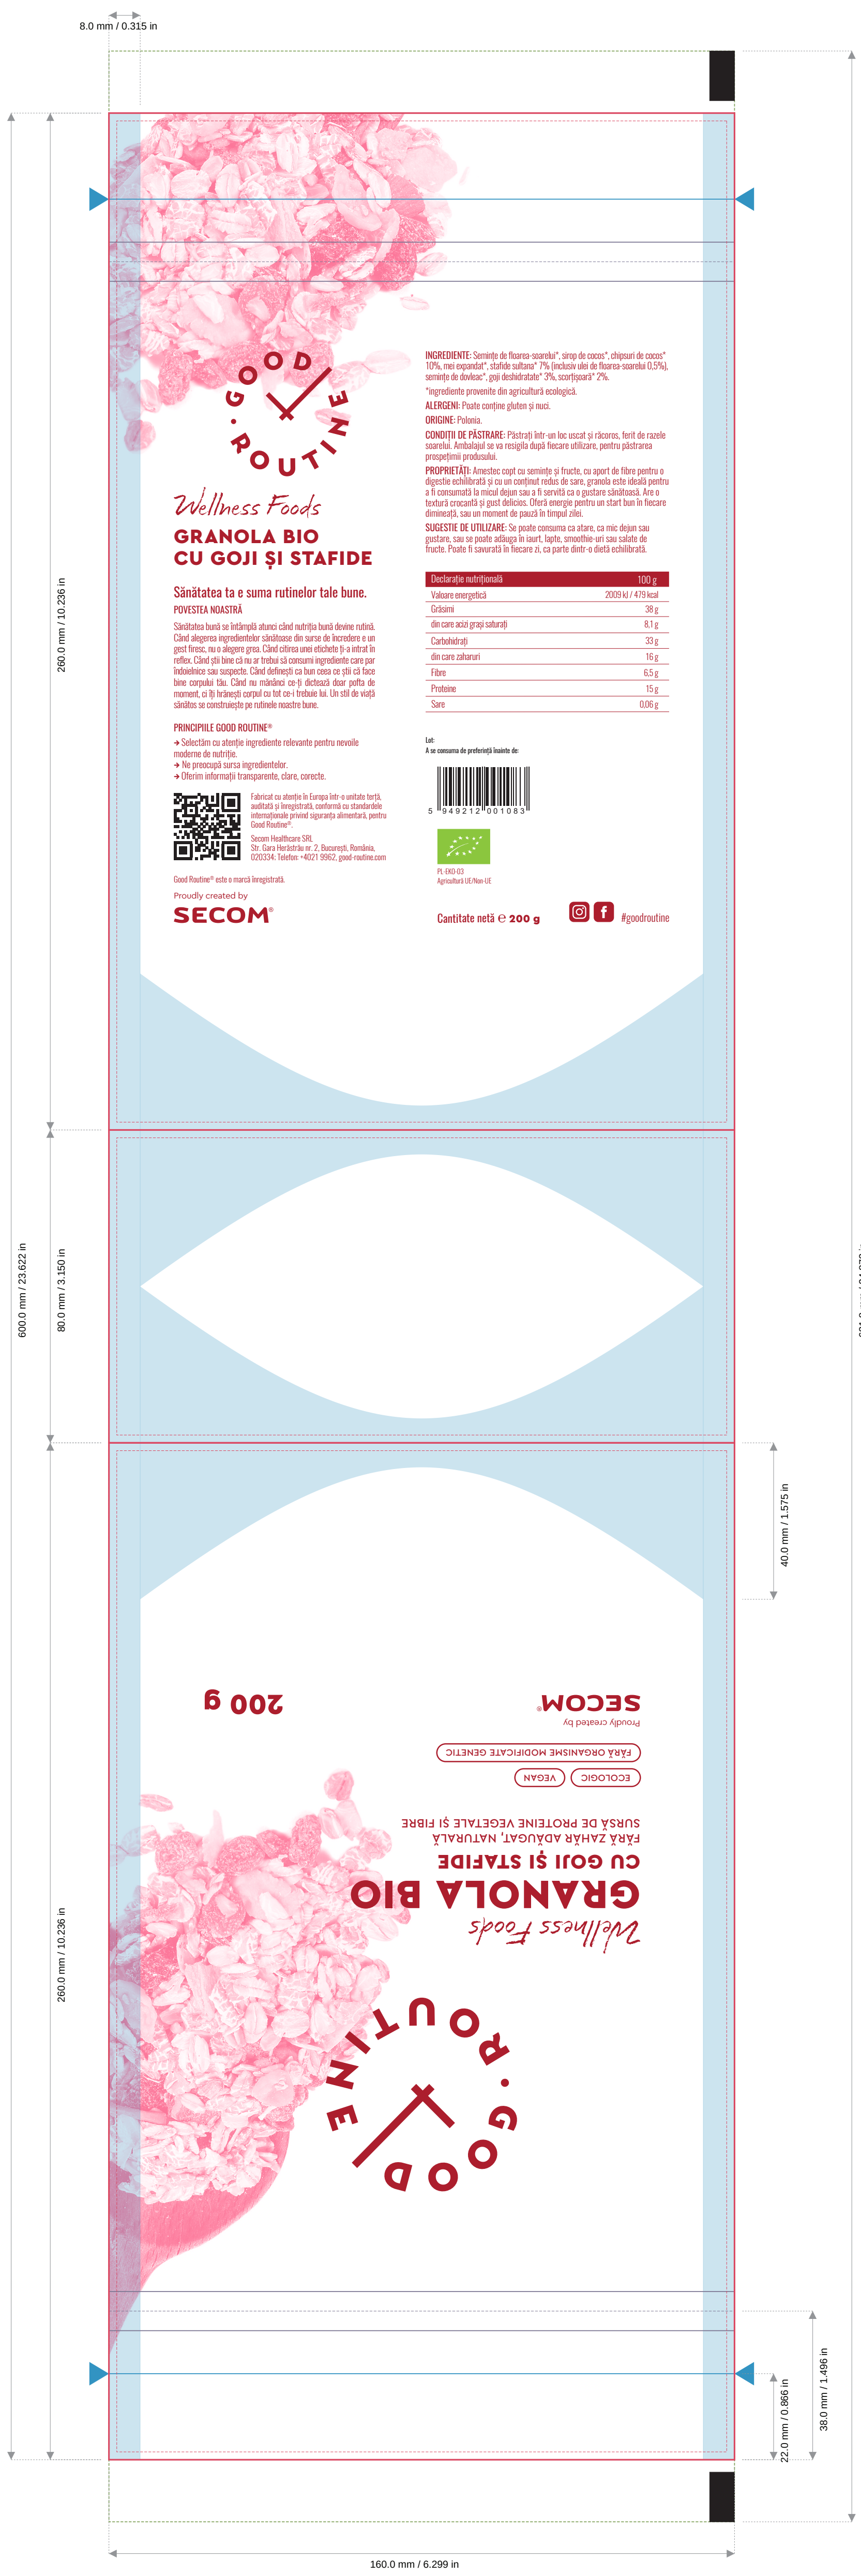 8.0 mm / 0.315 in
GOOD · ROUTINE
Wellness Foods
GRANOLA BIO
CU GOJI ȘI STAFIDE
Sănătatea ta e suma rutinelor tale bune.
POVESTEA NOASTRĂ
Sănătatea bună se întâmplă atunci când nutriția bună devine rutină.
Când alegerea ingredientelor sănătoase din surse de încredere e un
gest firesc, nu o alegere grea. Când citirea unei etichete ți-a intrat în
reflex. Când știi bine că nu ar trebui să consumi ingrediente care par
îndoielnice sau suspecte. Când definești ca bun ceea ce știi că face
bine corpului tău. Când nu mănânci ce-ți dictează doar pofta de
moment, ci îți hrănești corpul cu tot ce-i trebuie lui. Un stil de viață
sănătos se construiește pe rutinele noastre bune.
PRINCIPIILE GOOD ROUTINE®
→ Selectăm cu atenție ingrediente relevante pentru nevoile
moderne de nutriție.
→ Ne preocupă sursa ingredientelor.
→ Oferim informații transparente, clare, corecte.
Fabricat cu atenție în Europa într-o unitate terță,
auditată și înregistrată, conformă cu standardele
internaționale privind siguranța alimentară, pentru
Good Routine®.
Secom Healthcare SRL
Str. Gara Herăstrău nr. 2, București, România,
020334; Telefon: +4021 9962, good-routine.com
Good Routine® este o marcă înregistrată.
Proudly created by
SECOM®
INGREDIENTE: Semințe de floarea-soarelui*, sirop de cocos*, chipsuri de cocos*
10%, mei expandat*, stafide sultana* 7% (inclusiv ulei de floarea-soarelui 0,5%),
semințe de dovleac*, goji deshidratate* 3%, scorțișoară* 2%.
*ingrediente provenite din agricultură ecologică.
ALERGENI: Poate conține gluten și nuci.
ORIGINE: Polonia.
CONDIȚII DE PĂSTRARE: Păstrați într-un loc uscat și răcoros, ferit de razele
soarelui. Ambalajul se va resigila după fiecare utilizare, pentru păstrarea
prospețimii produsului.
PROPRIETĂȚI: Amestec copt cu semințe și fructe, cu aport de fibre pentru o
digestie echilibrată și cu un conținut redus de sare, granola este ideală pentru
a fi consumată la micul dejun sau a fi servită ca o gustare sănătoasă. Are o
textură crocantă și gust delicios. Oferă energie pentru un start bun în fiecare
dimineață, sau un moment de pauză în timpul zilei.
SUGESTIE DE UTILIZARE: Se poate consuma ca atare, ca mic dejun sau
gustare, sau se poate adăuga în iaurt, lapte, smoothie-uri sau salate de
fructe. Poate fi savurată în fiecare zi, ca parte dintr-o dietă echilibrată.
Declarație nutrițională 100 g
Valoare energetică 2009 kJ / 479 kcal
Grăsimi 38 g
din care acizi grași saturați 8,1 g
Carbohidrați 33 g
din care zaharuri 16 g
Fibre 6,5 g
Proteine 15 g
Sare 0,06 g
Lot:
A se consuma de preferință înainte de:
5 949212 001083
PL-EKO-03
Agricultură UE/Non-UE
Cantitate netă ℮ 200 g
#goodroutine
260.0 mm / 10.236 in
600.0 mm / 23.622 in
80.0 mm / 3.150 in
40.0 mm / 1.575 in
260.0 mm / 10.236 in
GOOD · ROUTINE
Wellness Foods
GRANOLA BIO
CU GOJI ȘI STAFIDE
FĂRĂ ZAHĂR ADĂUGAT, NATURALĂ
SURSĂ DE PROTEINE VEGETALE ȘI FIBRE
ECOLOGIC
VEGAN
FĂRĂ ORGANISME MODIFICATE GENETIC
Proudly created by
SECOM®
200 g
38.0 mm / 1.496 in
22.0 mm / 0.866 in
160.0 mm / 6.299 in